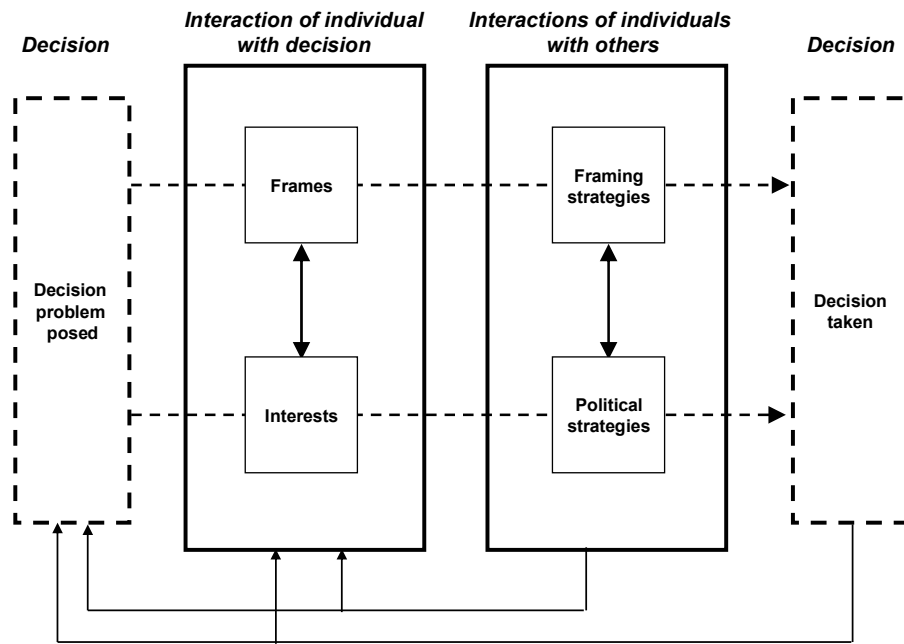 Decision
Interaction of individual
with decision
Interactions of individuals
with others
Decision
Frames
Framing
strategies
Decision
problem
posed
Decision
taken
Interests
Political
strategies